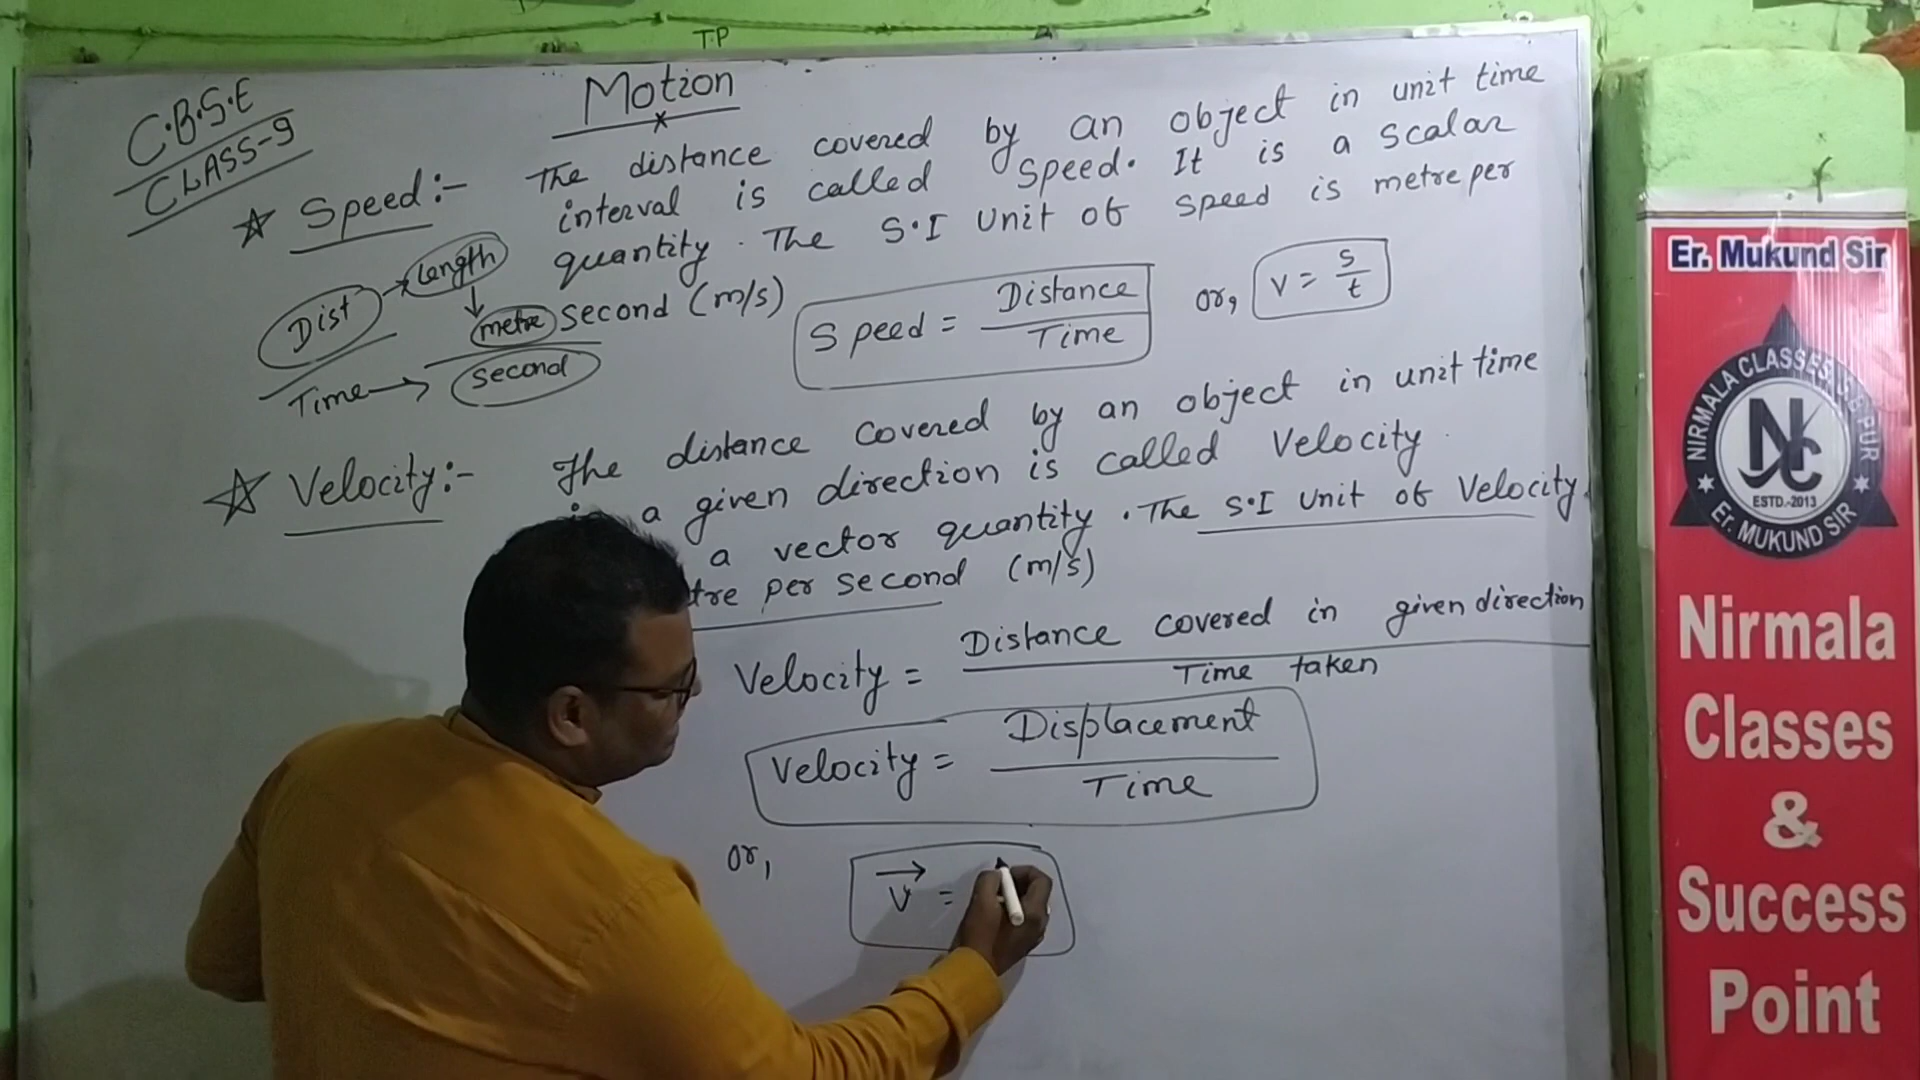 T.P
C.B.S.E
CLASS-9
Motion
☆ Speed:- The distance covered by an object in unit time
interval is called speed. It is a scalar
quantity. The S.I unit of speed is metre per
second (m/s)
Dist → Length
↓
metre
Time → second
Speed = Distance / Time
or, v = s/t
☆ Velocity:- The distance covered by an object in unit time
a given direction is called velocity.
a vector quantity. The S.I unit of velocity
tre per second (m/s)
Velocity = Distance covered in given direction / Time taken
Velocity = Displacement / Time
or, v⃗ =
Er. Mukund Sir
NIRMALA CLASSES S.B.PUR
NC
ESTD.-2013
Er. MUKUND SIR
Nirmala
Classes
&
Success
Point